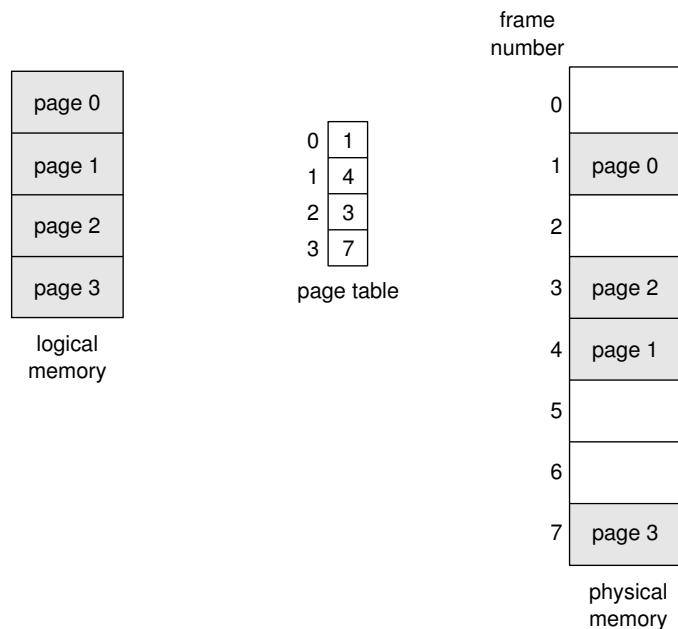 page 0
page 1
page 2
page 3
logical
memory
0 1
1 4
2 3
3 7
page table
frame
number
0
1 page 0
2
3 page 2
4 page 1
5
6
7 page 3
physical
memory